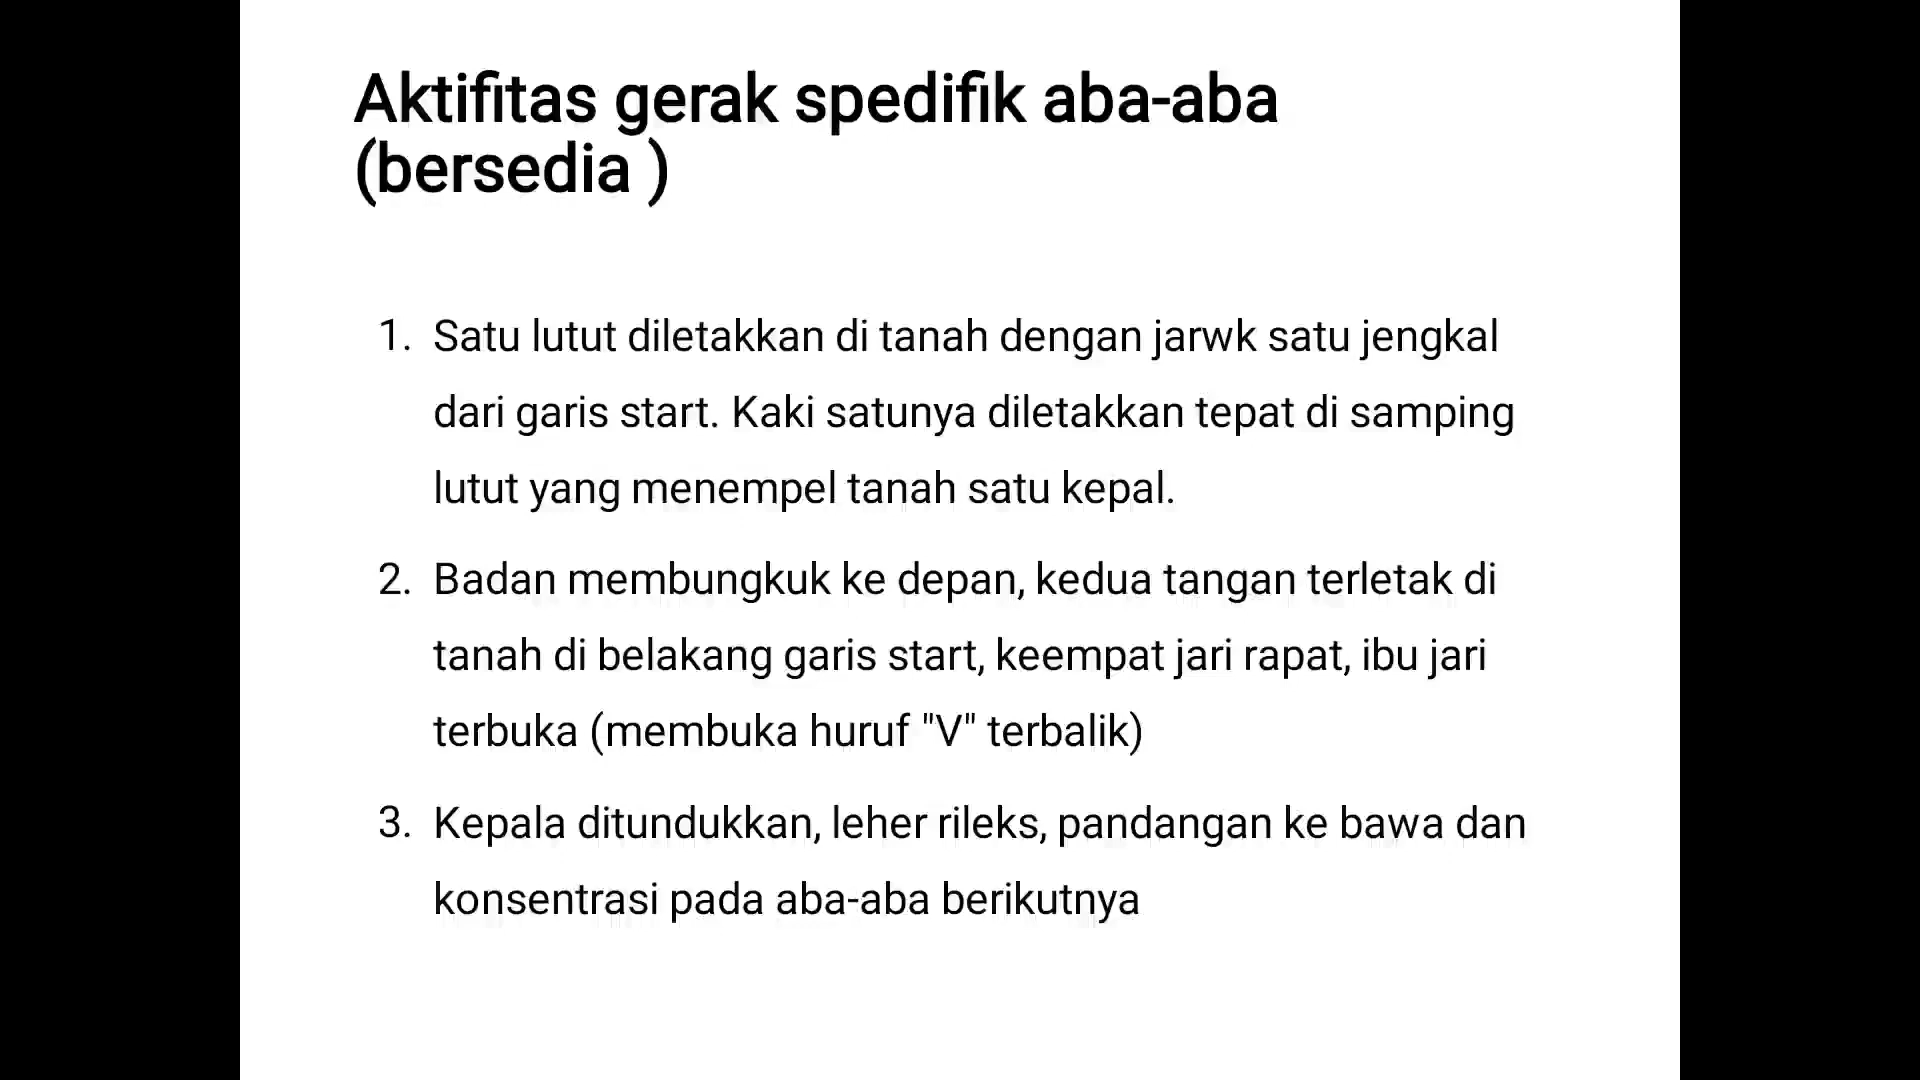 Aktifitas gerak spedifik aba-aba
(bersedia )
1. Satu lutut diletakkan di tanah dengan jarwk satu jengkal
dari garis start. Kaki satunya diletakkan tepat di samping
lutut yang menempel tanah satu kepal.
2. Badan membungkuk ke depan, kedua tangan terletak di
tanah di belakang garis start, keempat jari rapat, ibu jari
terbuka (membuka huruf "V" terbalik)
3. Kepala ditundukkan, leher rileks, pandangan ke bawa dan
konsentrasi pada aba-aba berikutnya